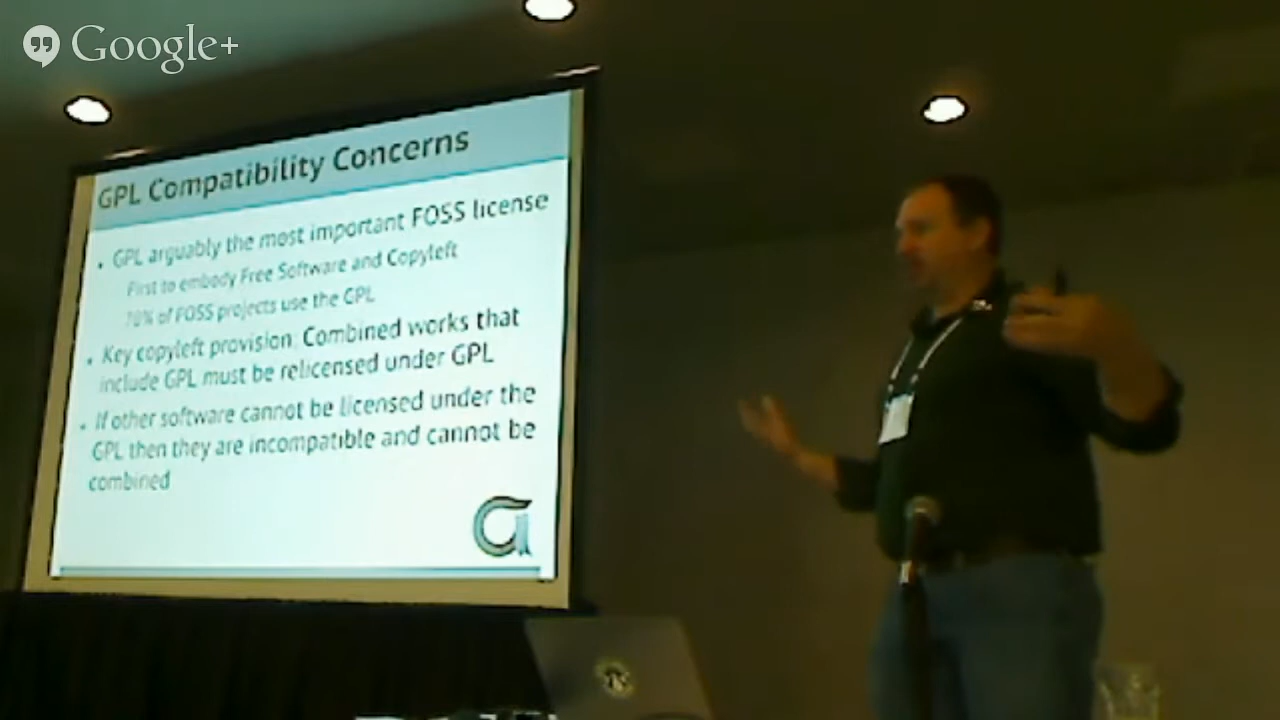 Google+
GPL Compatibility Concerns
• GPL arguably the most important FOSS license
First to embody Free Software and Copyleft
70% of FOSS projects use the GPL
• Key copyleft provision: Combined works that
include GPL must be relicensed under GPL
• If other software cannot be licensed under the
GPL then they are incompatible and cannot be
combined